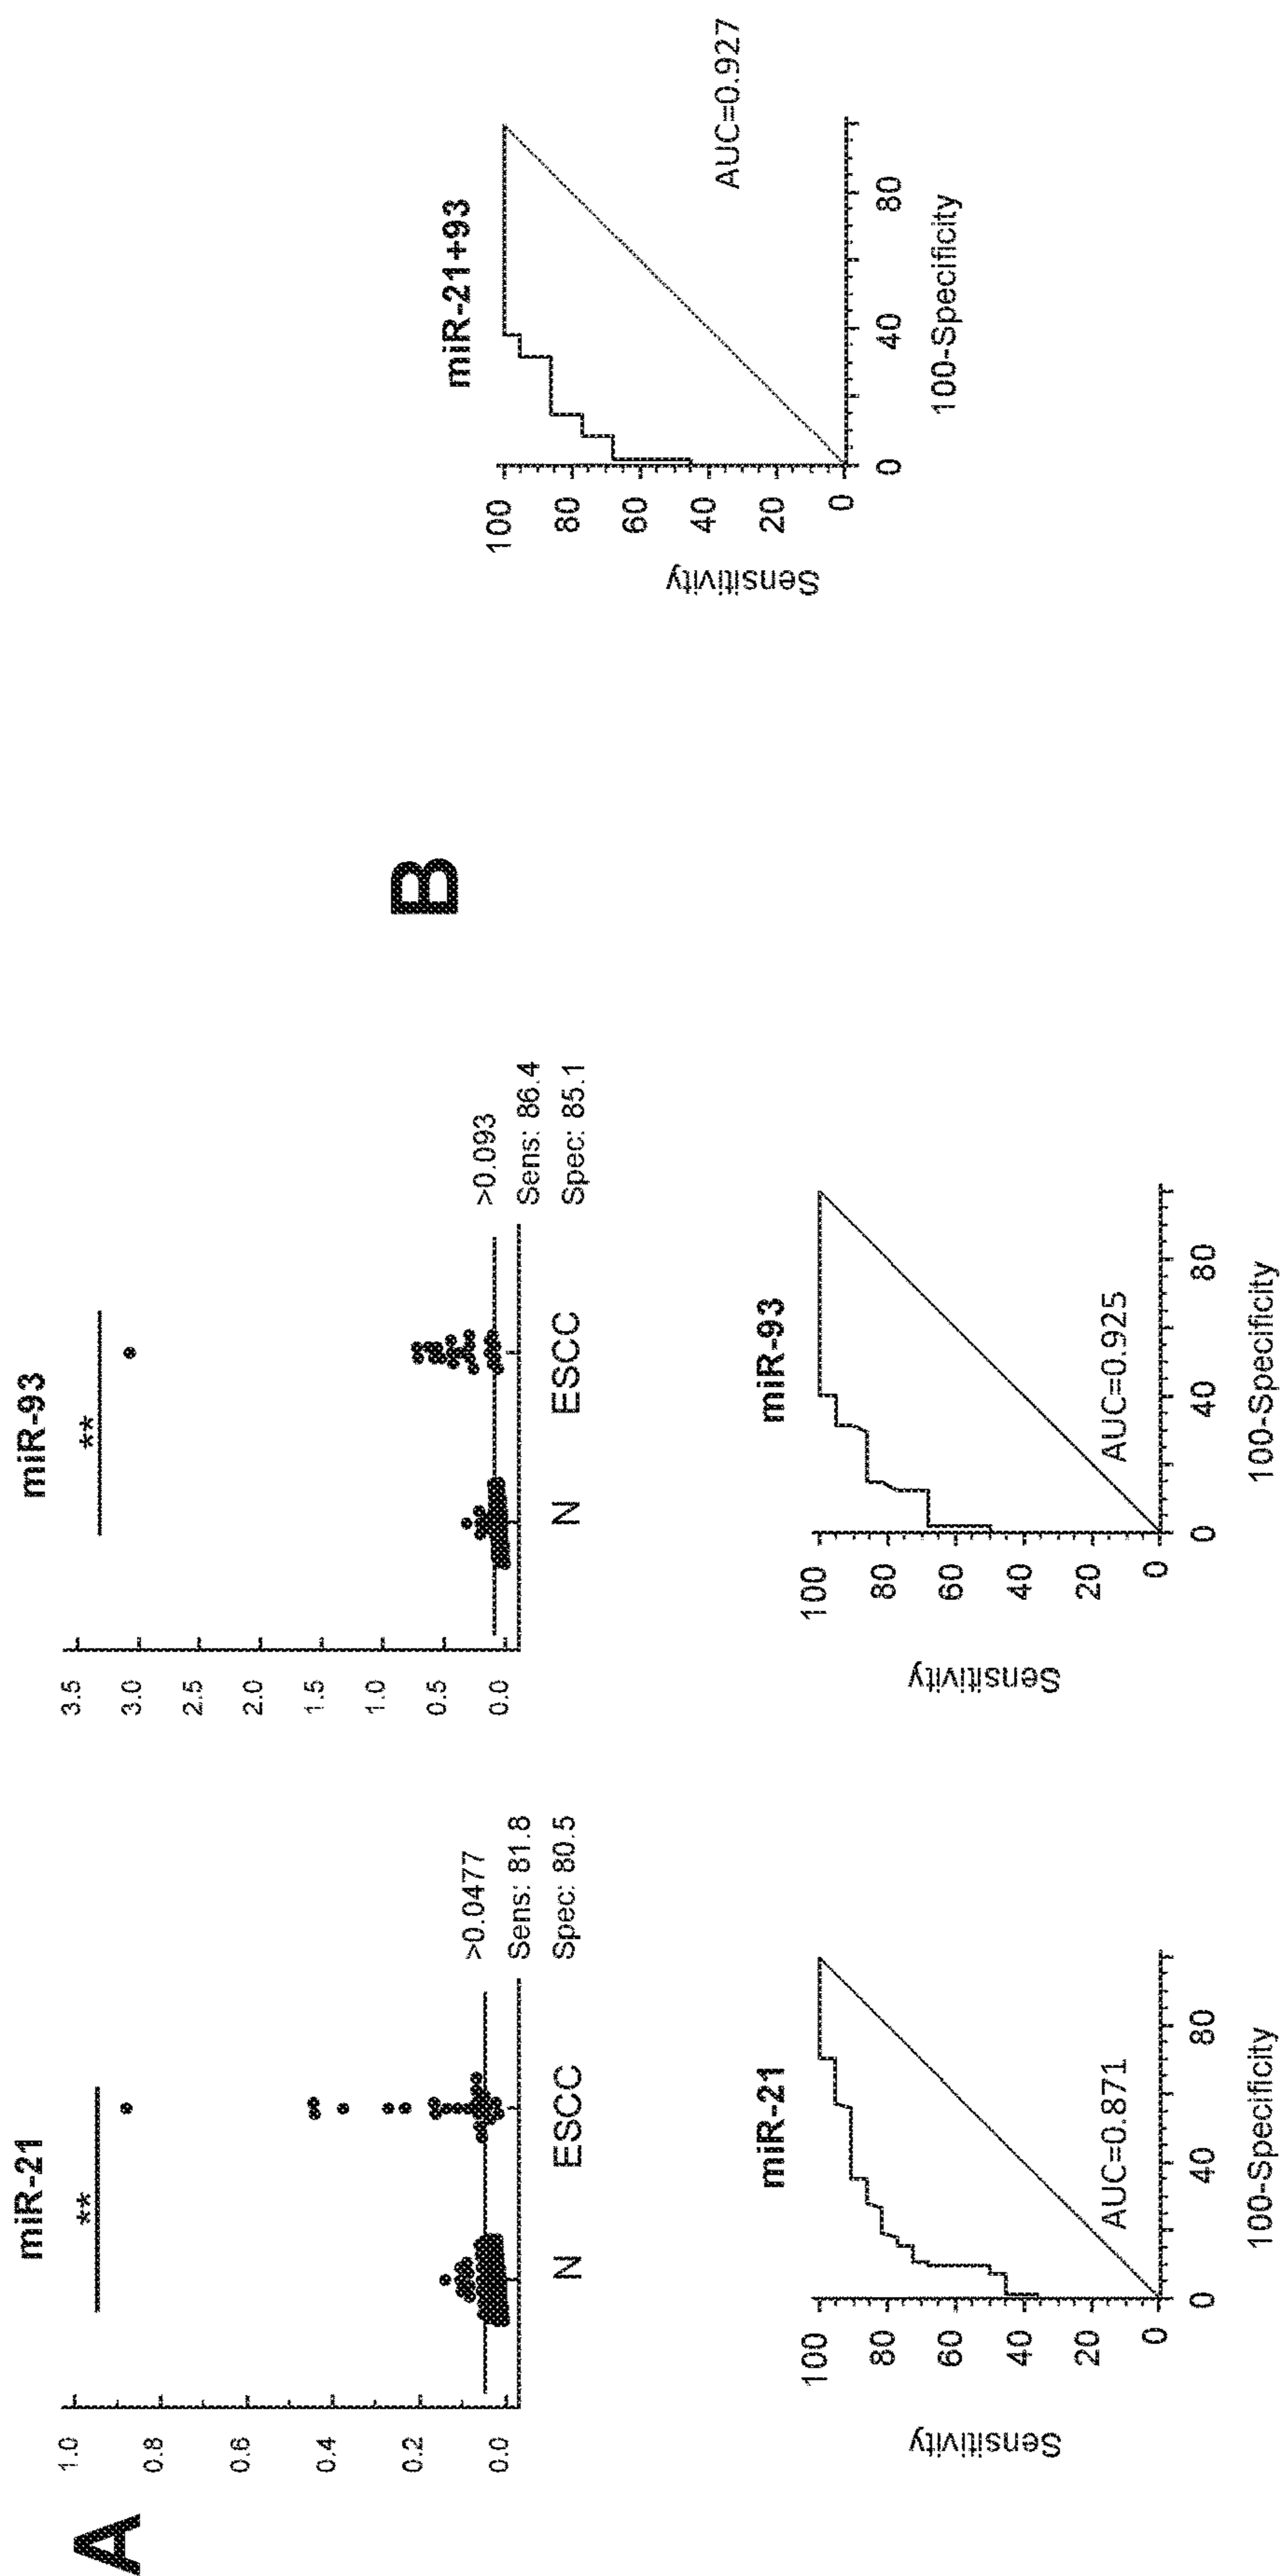 A
miR-21
**
1.0
0.8
0.6
0.4
0.2
0.0
N
ESCC
>0.0477
Sens: 81.8
Spec: 80.5
miR-93
**
3.5
3.0
2.5
2.0
1.5
1.0
0.5
0.0
N
ESCC
>0.093
Sens: 86.4
Spec: 85.1
miR-21
Sensitivity
100
80
60
40
20
0
AUC=0.871
0 40 80
100-Specificity
miR-93
Sensitivity
100
80
60
40
20
0
AUC=0.925
0 40 80
100-Specificity
B
miR-21+93
Sensitivity
100
80
60
40
20
0
AUC=0.927
0 40 80
100-Specificity